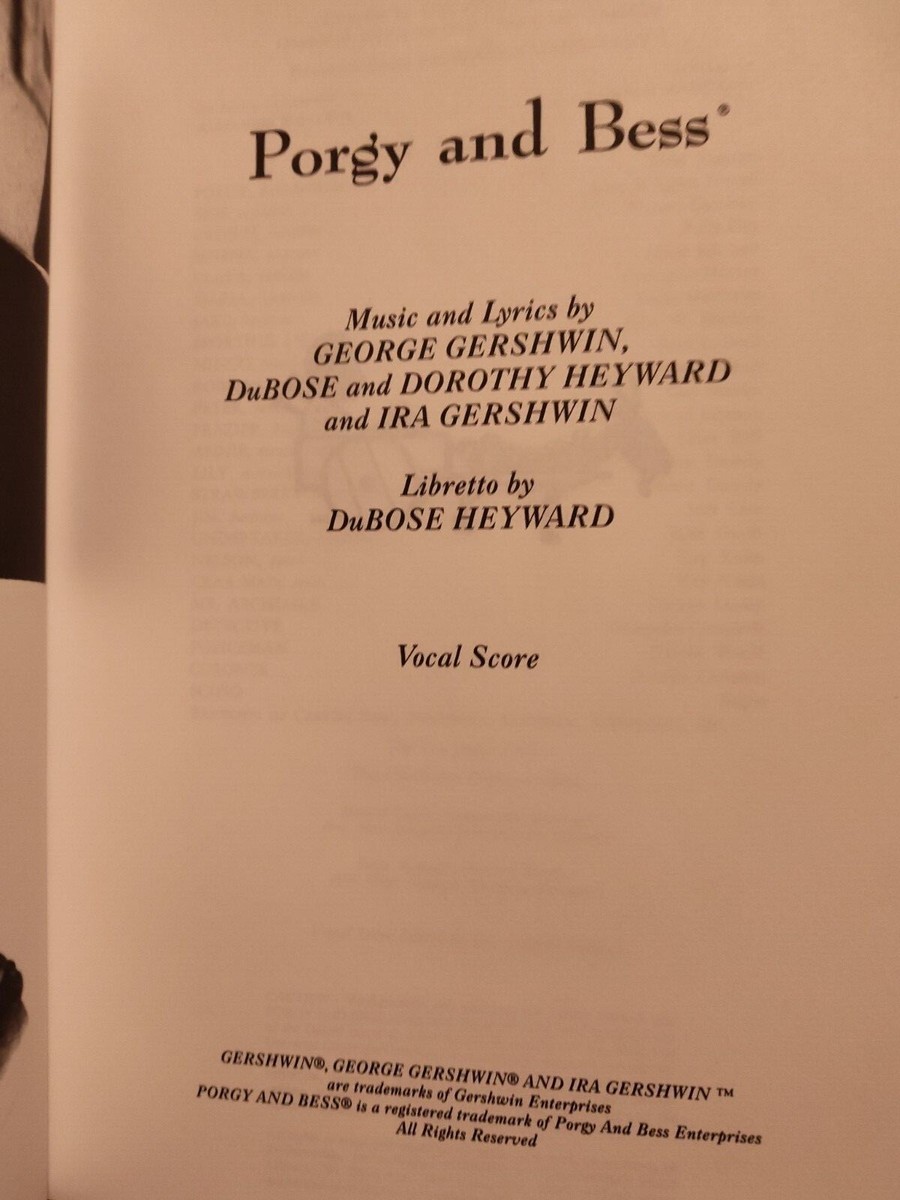 Porgy and Bess®
Music and Lyrics by
GEORGE GERSHWIN,
DuBOSE and DOROTHY HEYWARD
and IRA GERSHWIN
Libretto by
DuBOSE HEYWARD
Vocal Score
GERSHWIN®, GEORGE GERSHWIN® AND IRA GERSHWIN ™
are trademarks of Gershwin Enterprises
PORGY AND BESS® is a registered trademark of Porgy And Bess Enterprises
All Rights Reserved